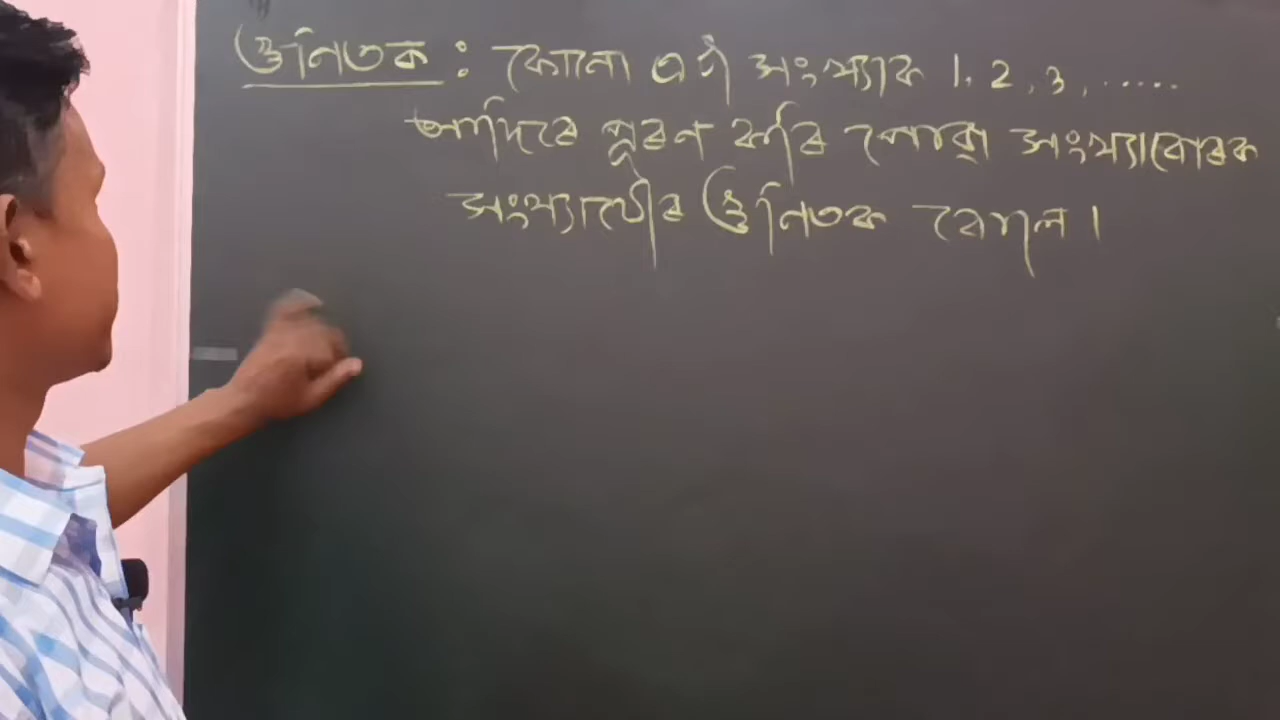 গুনিতক : কোনো এটা সংখ্যাক 1, 2, 3, .....
আদিৰে পূৰণ কৰি পোৱা সংখ্যাবোৰক
সংখ্যাটোৰ গুনিতক বোলে ।